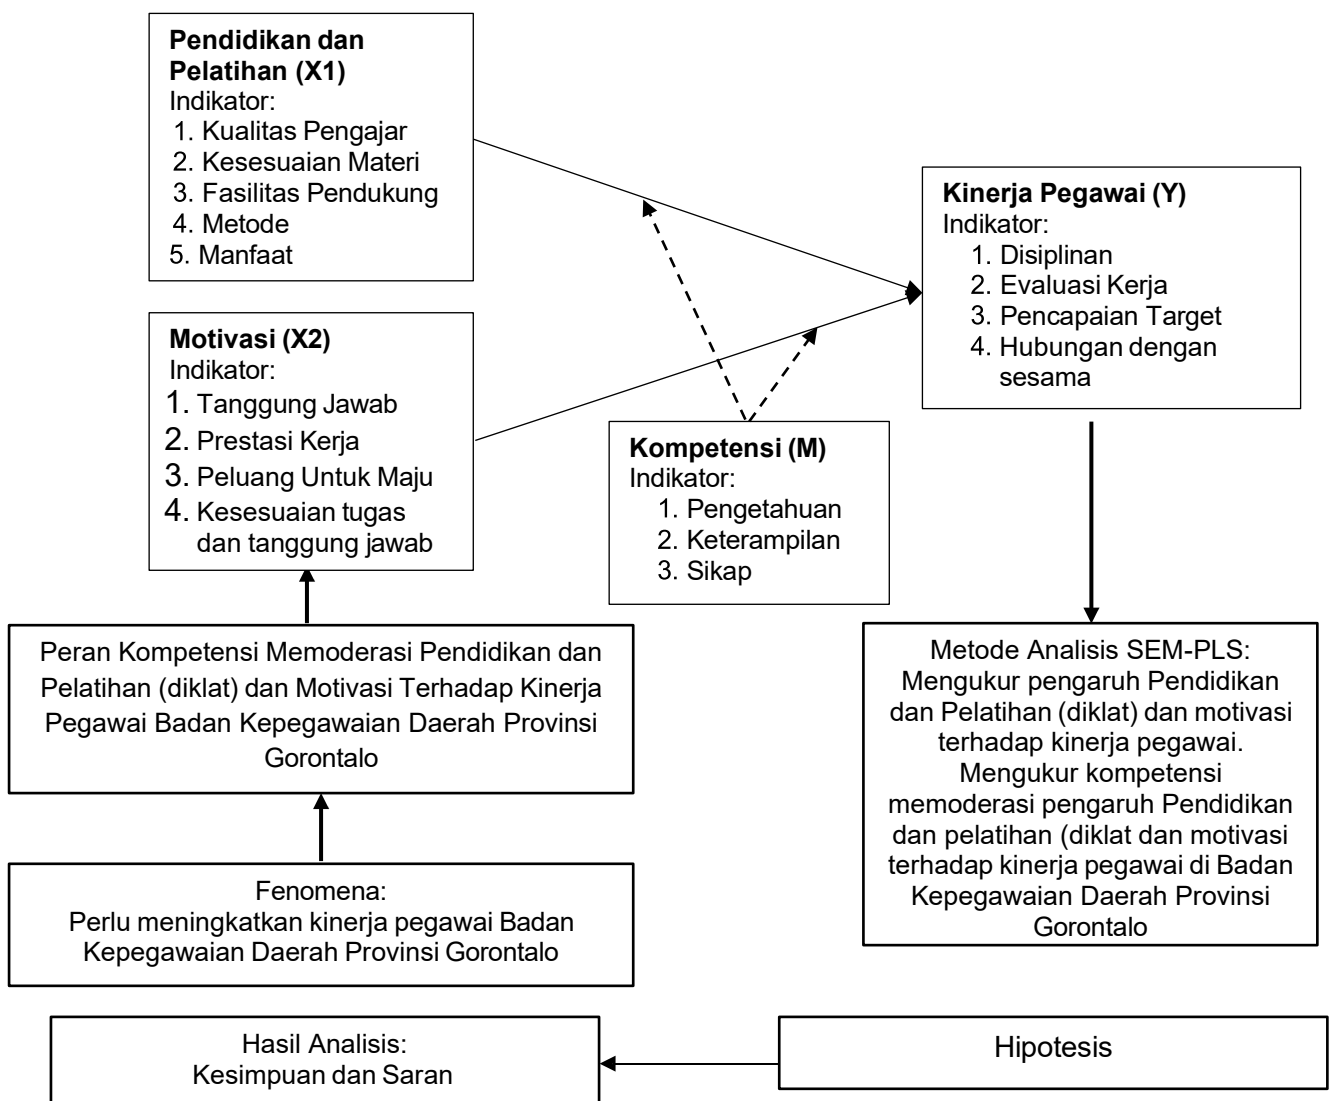 Pendidikan dan
Pelatihan (X1)
Indikator:
1. Kualitas Pengajar
2. Kesesuaian Materi
3. Fasilitas Pendukung
4. Metode
5. Manfaat
Kinerja Pegawai (Y)
Indikator:
1. Disiplinan
2. Evaluasi Kerja
3. Pencapaian Target
4. Hubungan dengan
sesama
Motivasi (X2)
Indikator:
1. Tanggung Jawab
2. Prestasi Kerja
3. Peluang Untuk Maju
4. Kesesuaian tugas
dan tanggung jawab
Kompetensi (M)
Indikator:
1. Pengetahuan
2. Keterampilan
3. Sikap
Peran Kompetensi Memoderasi Pendidikan dan
Pelatihan (diklat) dan Motivasi Terhadap Kinerja
Pegawai Badan Kepegawaian Daerah Provinsi
Gorontalo
Metode Analisis SEM-PLS:
Mengukur pengaruh Pendidikan
dan Pelatihan (diklat) dan motivasi
terhadap kinerja pegawai.
Mengukur kompetensi
memoderasi pengaruh Pendidikan
dan pelatihan (diklat dan motivasi
terhadap kinerja pegawai di Badan
Kepegawaian Daerah Provinsi
Gorontalo
Fenomena:
Perlu meningkatkan kinerja pegawai Badan
Kepegawaian Daerah Provinsi Gorontalo
Hasil Analisis:
Kesimpuan dan Saran
Hipotesis